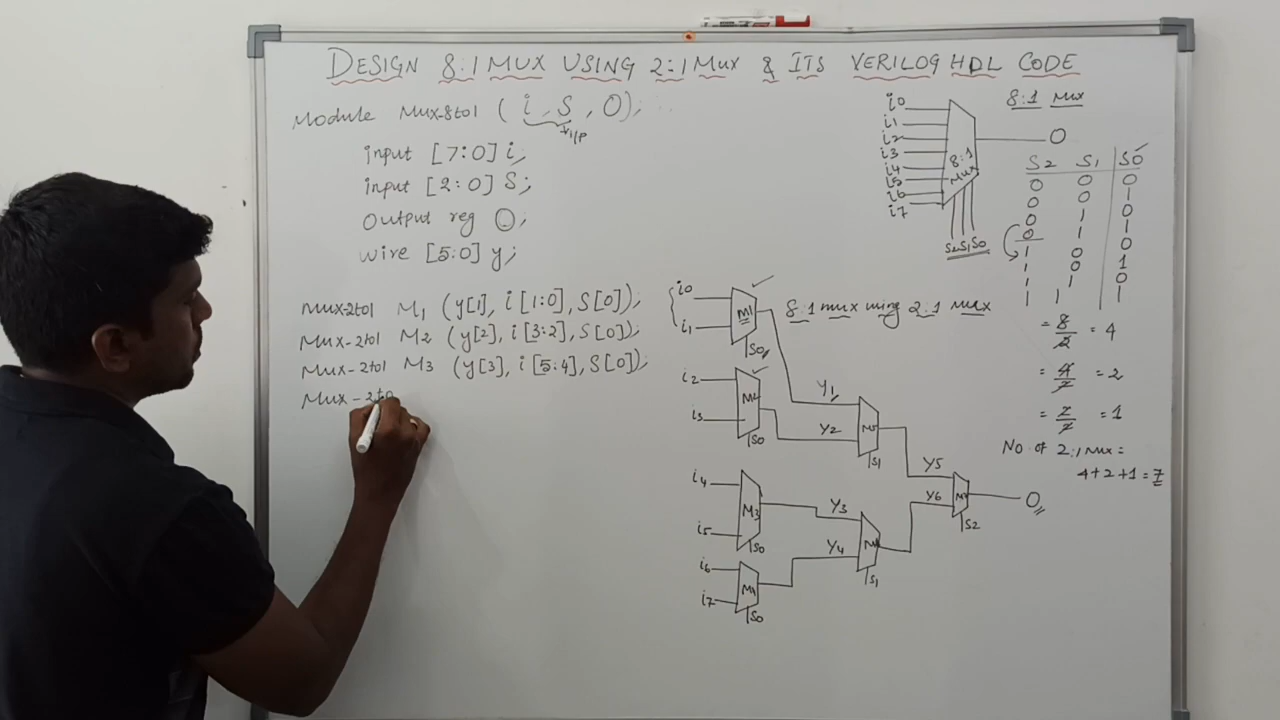 DESIGN 8:1 MUX USING 2:1 MUX & ITS VERILOG HDL CODE
Module Mux-8to1 ( i , S , O );
i/p
input [7:0] i;
input [2:0] S;
output reg O;
wire [5:0] y;
mux-2to1 M1 (y[1], i[1:0], S[0]);
Mux-2to1 M2 (y[2], i[3:2], S[0]);
Mux-2to1 M3 (y[3], i[5:4], S[0]);
Mux-2to
8:1 Mux
i0
i1
i2
i3
i4
i5
i6
i7
8:1
Mux
O
S2 S1 S0
S2 S1 S0
0 0 0
0 0 1
0 1 0
0 1 1
1 0 0
1 0 1
1 1 1
= 8/2 = 4
= 4/2 = 2
= 2/2 = 1
No of 2:1 Mux =
4+2+1 = 7
8:1 mux using 2:1 Mux
i0
i1
M1
S0
i2
i3
M2
S0
i4
i5
M3
S0
i6
i7
M4
S0
Y1
Y2
M5
S1
Y3
Y4
S1
Y5
Y6
S2
O